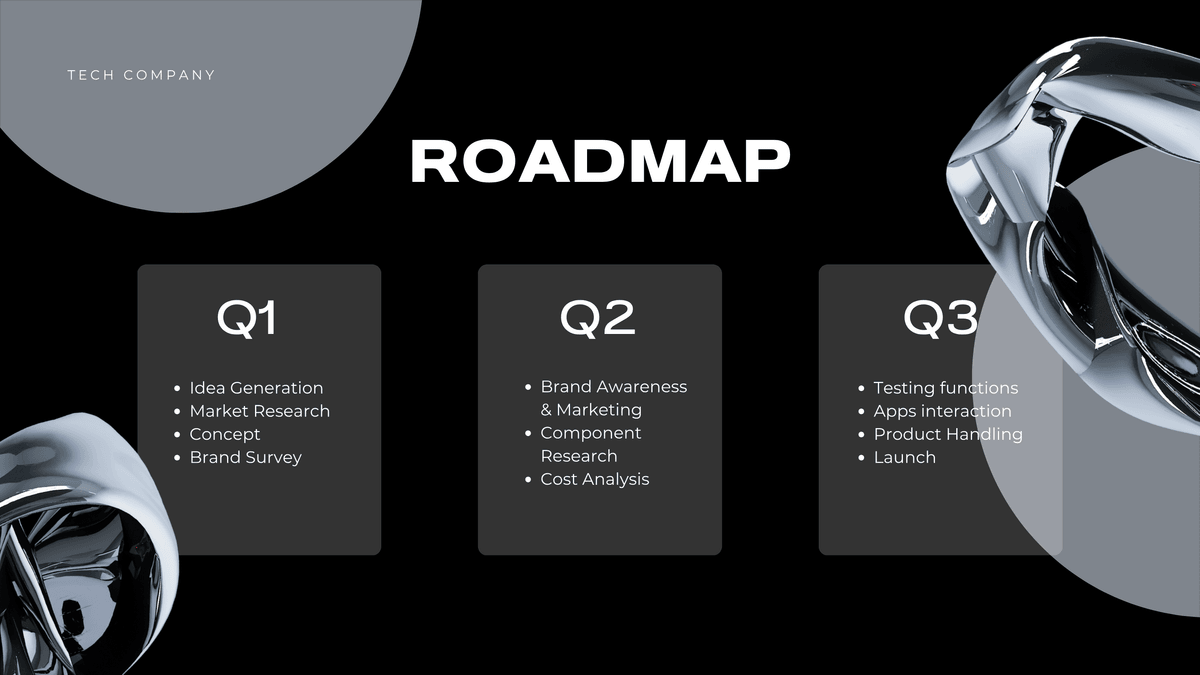 TECH COMPANY
ROADMAP
Q1
• Idea Generation
• Market Research
• Concept
• Brand Survey
Q2
• Brand Awareness
& Marketing
• Component
Research
• Cost Analysis
Q3
• Testing functions
• Apps interaction
• Product Handling
• Launch